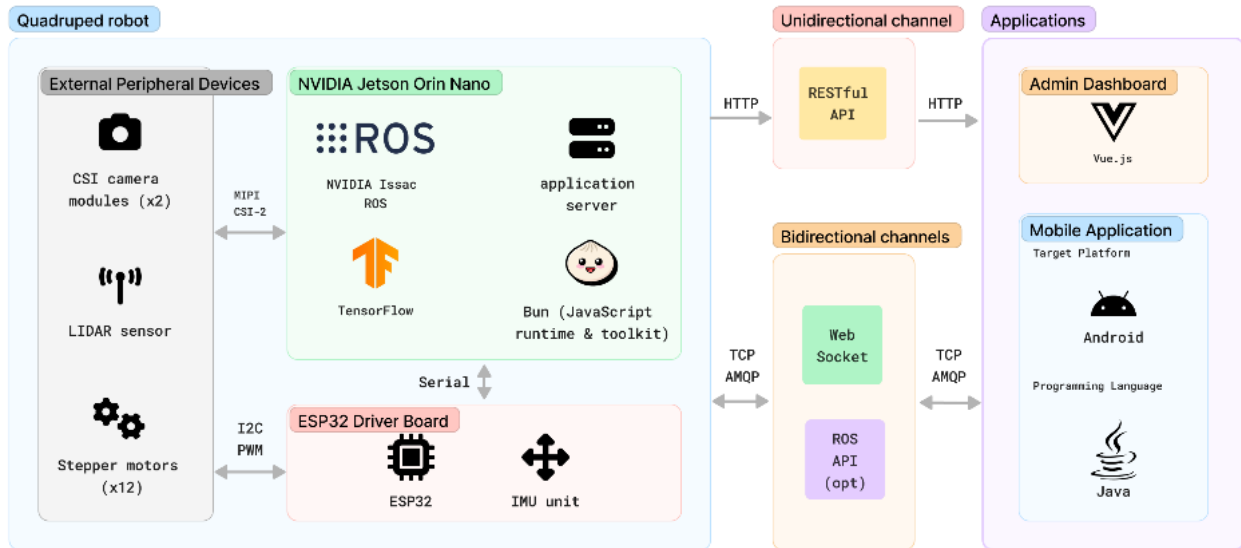 Quadruped robot
External Peripheral Devices
CSI camera
modules (x2)
LIDAR sensor
Stepper motors
(x12)
MIPI
CSI-2
I2C
PWM
NVIDIA Jetson Orin Nano
ROS
NVIDIA Issac
ROS
application
server
TensorFlow
Bun (JavaScript
runtime & toolkit)
Serial
ESP32 Driver Board
ESP32
IMU unit
HTTP
TCP
AMQP
Unidirectional channel
RESTful
API
Bidirectional channels
Web
Socket
ROS
API
(opt)
HTTP
TCP
AMQP
Applications
Admin Dashboard
Vue.js
Mobile Application
Target Platform
Android
Programming Language
Java